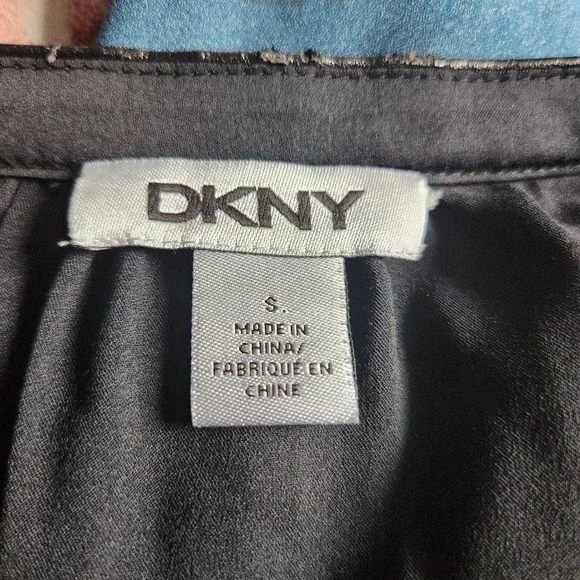 DKNY
S.
MADE IN
CHINA/
FABRIQUÉ EN
CHINE